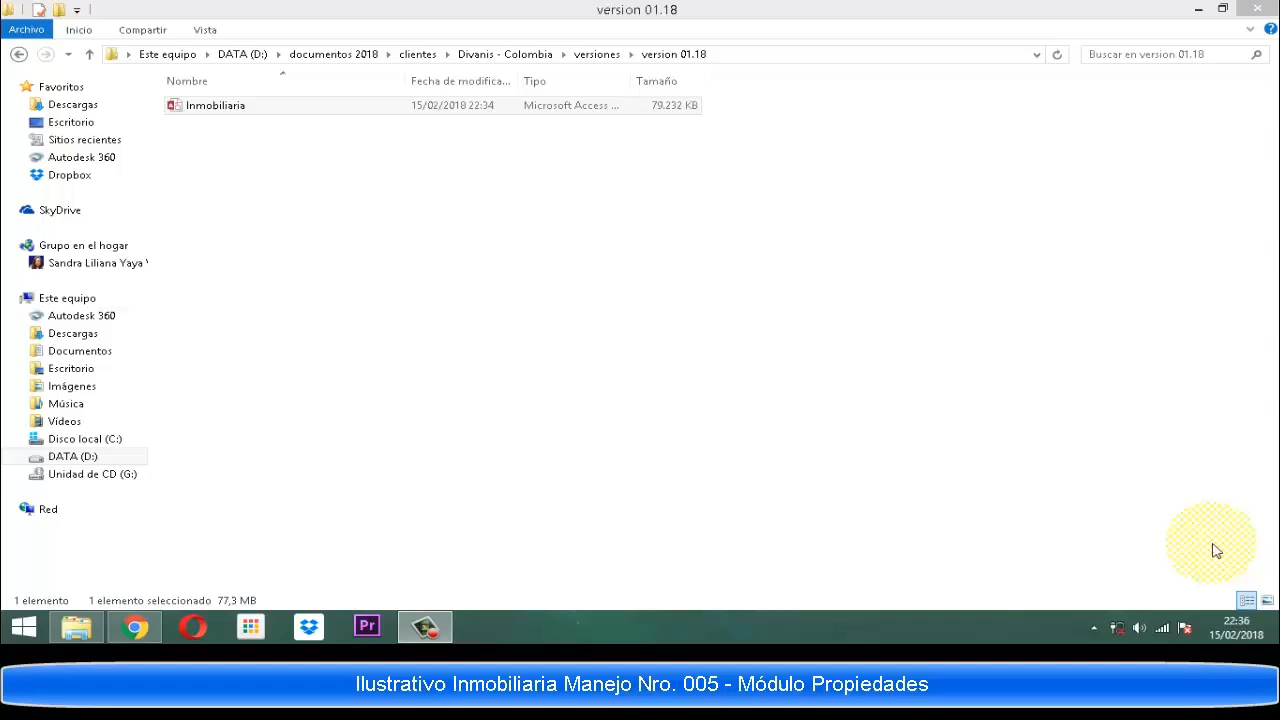 version 01.18
Archivo Inicio Compartir Vista
Este equipo DATA (D:) documentos 2018 clientes Divanis - Colombia versiones version 01.18 Buscar en version 01.18
Nombre Fecha de modifica... Tipo Tamaño
Inmobiliaria 15/02/2018 22:34 Microsoft Access ... 79.232 KB
Favoritos
Descargas
Escritorio
Sitios recientes
Autodesk 360
Dropbox
SkyDrive
Grupo en el hogar
Sandra Liliana Yaya
Este equipo
Autodesk 360
Descargas
Documentos
Escritorio
Imágenes
Música
Vídeos
Disco local (C:)
DATA (D:)
Unidad de CD (G:)
Red
1 elemento 1 elemento seleccionado 77,3 MB
Pr
22:36
15/02/2018
Ilustrativo Inmobiliaria Manejo Nro. 005 - Módulo Propiedades